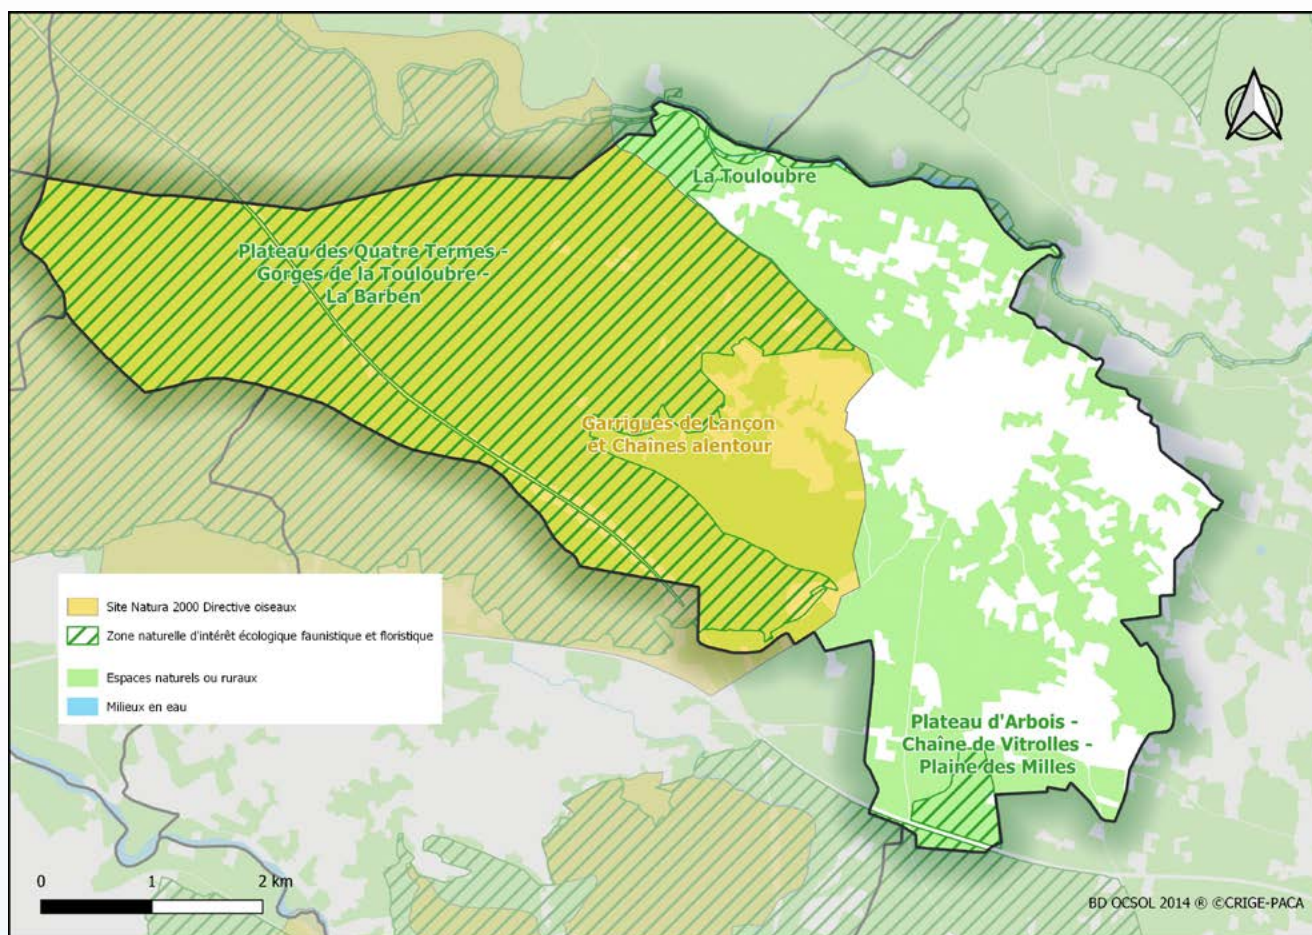 La Touloubre
Plateau des Quatre Termes -
Gorges de la Touloubre -
La Barben
Garrigues de Lançon
et Chaînes alentour
Site Natura 2000 Directive oiseaux
Zone naturelle d'intérêt écologique faunistique et floristique
Espaces naturels ou ruraux
Milieux en eau
Plateau d'Arbois -
Chaîne de Vitrolles -
Plaine des Milles
0 1 2 km
BD OCSOL 2014 ® ©CRIGE-PACA